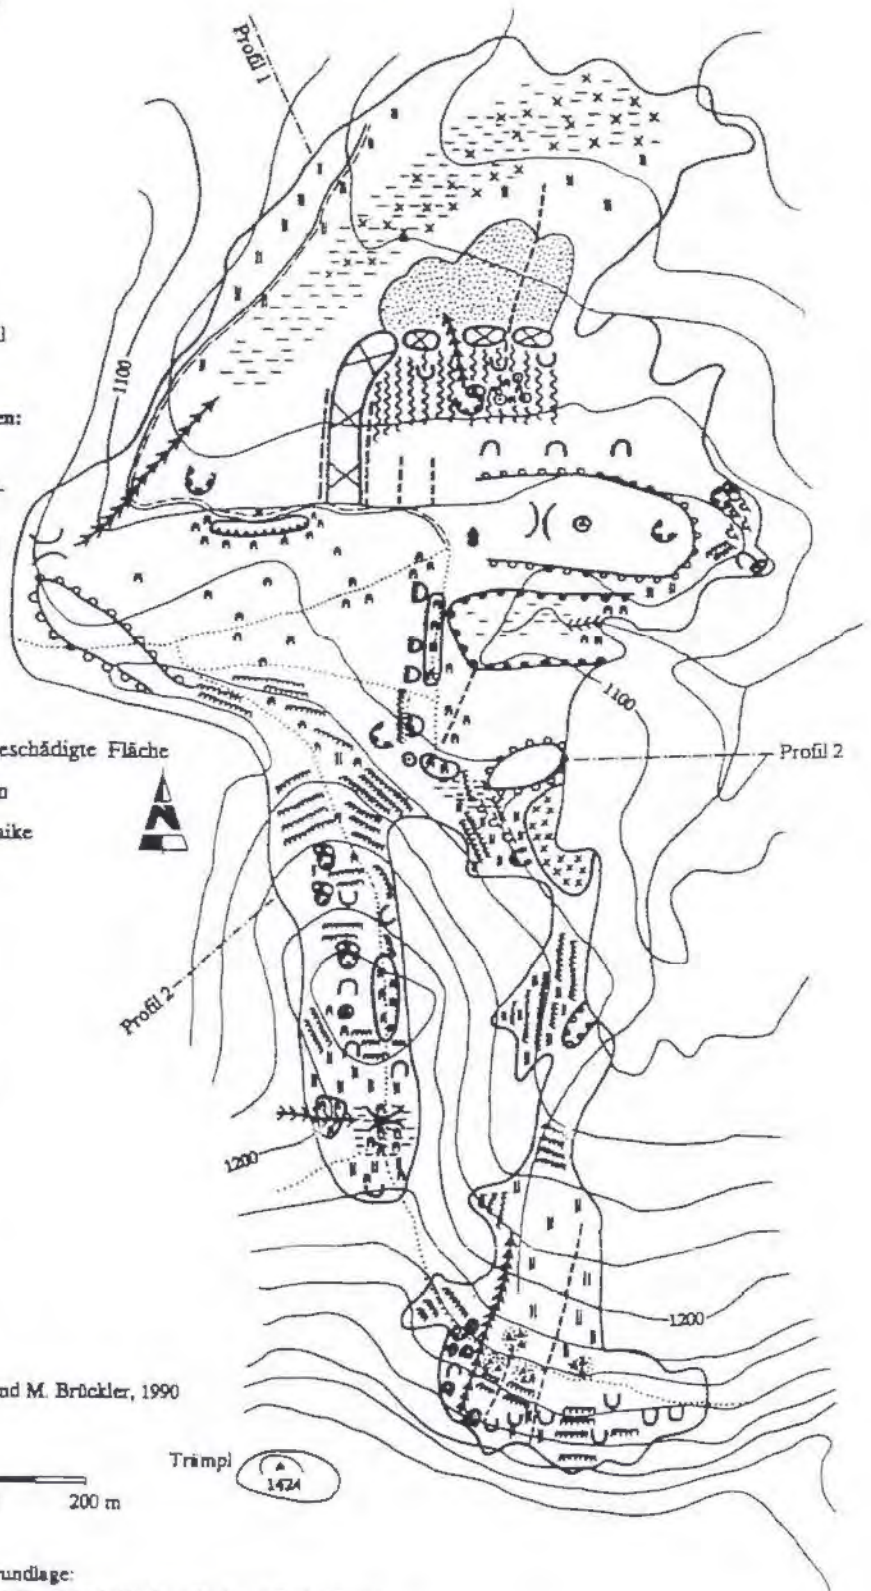 Profil 1
1100
en:
eschädigte Fläche
n
aike
Profil 2
1100
Profil 2
N
1200
1200
nd M. Brückler, 1990
Trämpl
1424
200 m
rundlage: